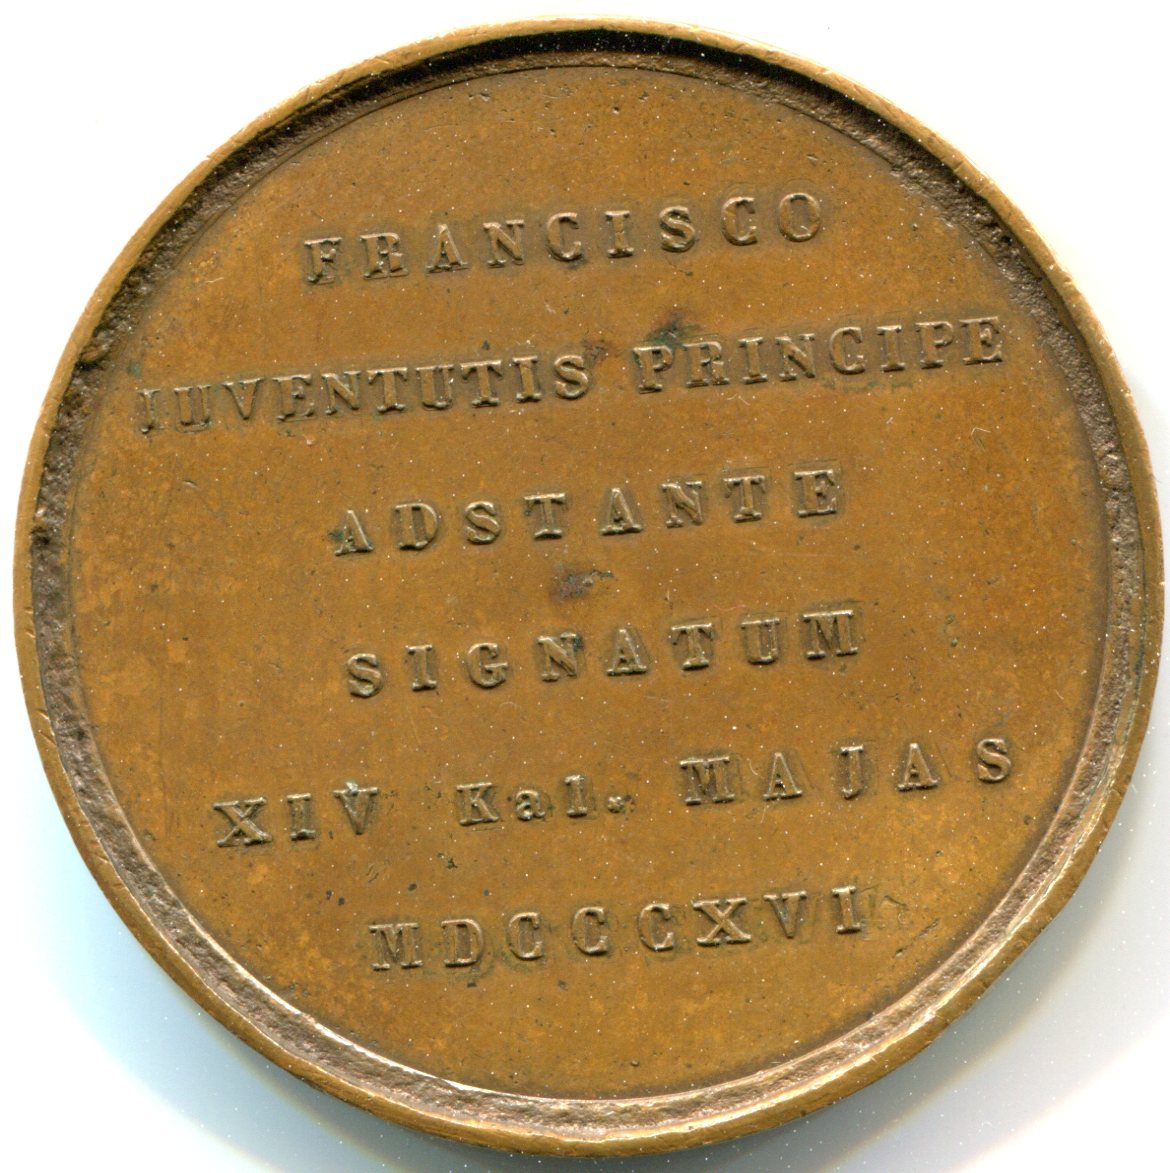 FRANCISCO
IUVENTUTIS PRINCIPE
ADSTANTE
SIGNATUM
XIV Kal. MAJAS
MDCCCXVI